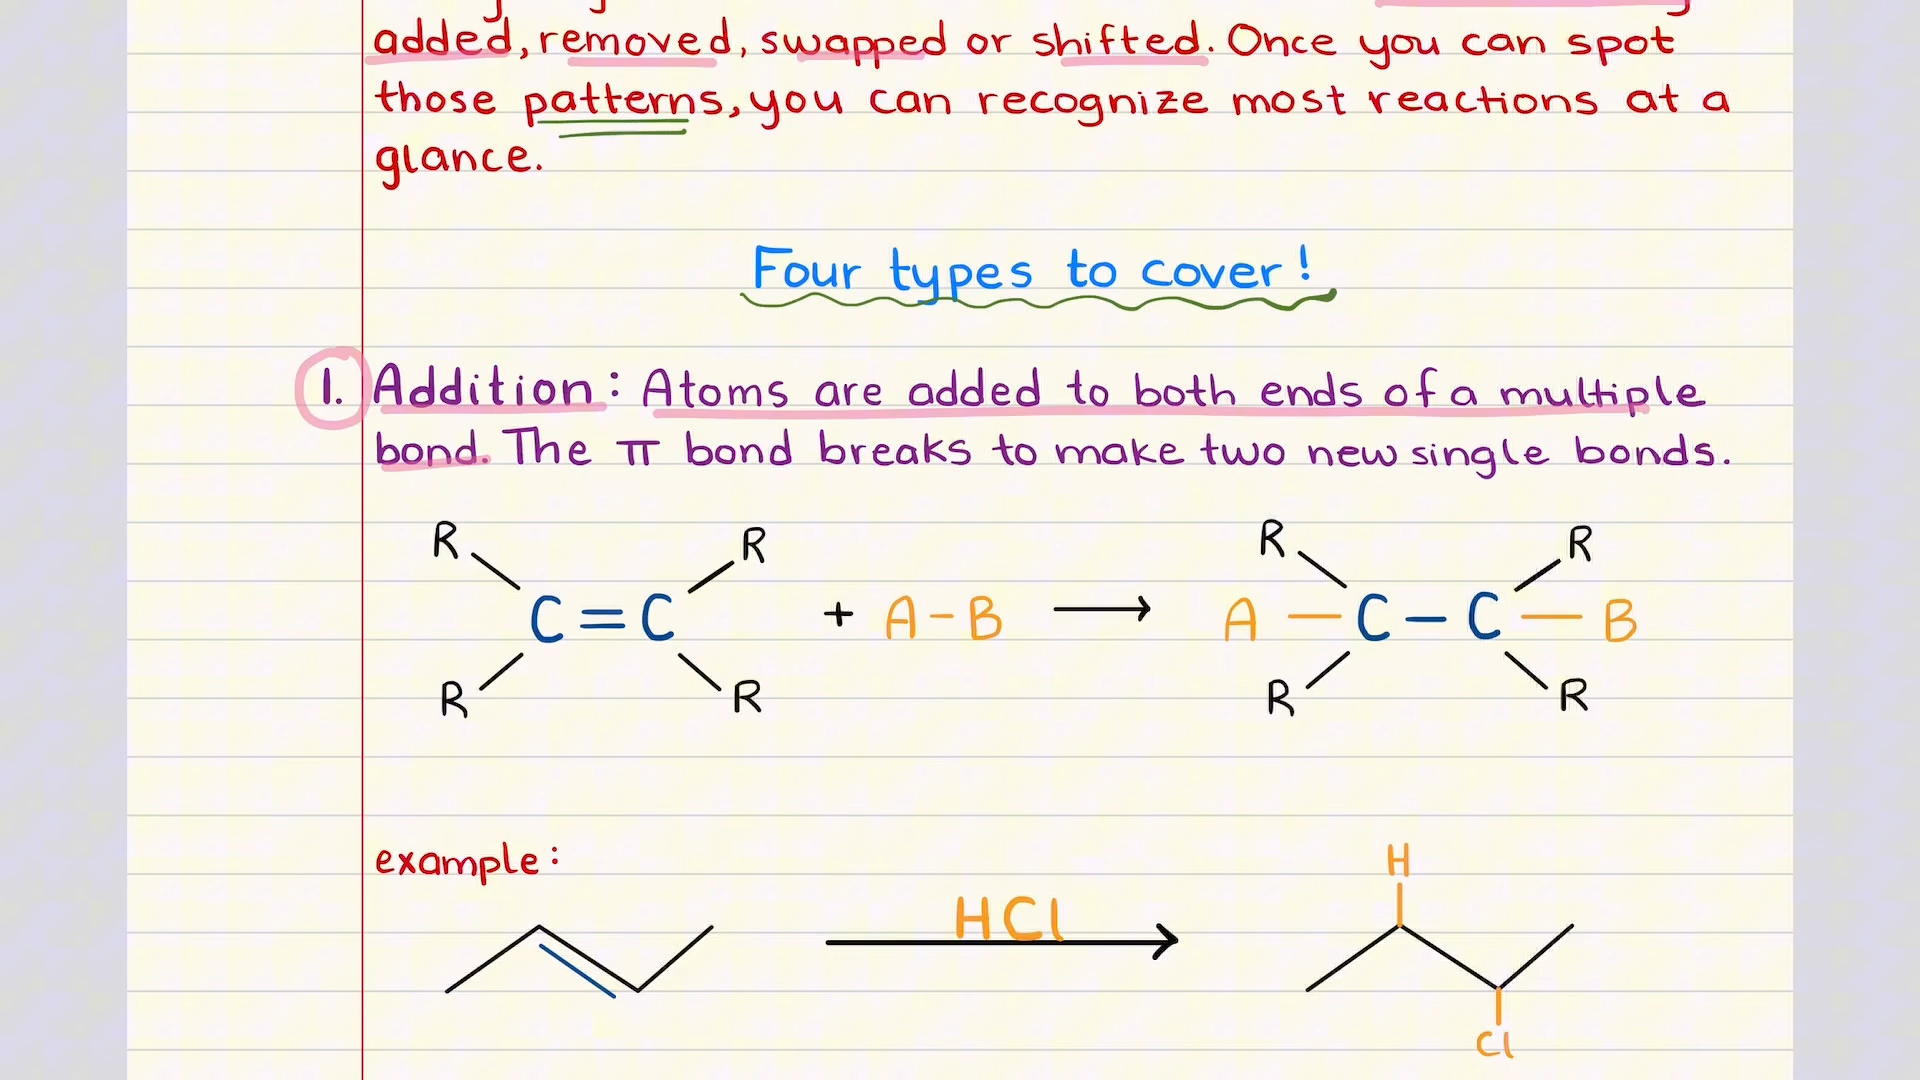 added, removed, swapped or shifted. Once you can spot
those patterns, you can recognize most reactions at a
glance.
Four types to cover!
1. Addition: Atoms are added to both ends of a multiple
bond. The π bond breaks to make two new single bonds.
R R R R
C=C + A-B → A—C—C—B
R R R R
example:
H
HCl
Cl